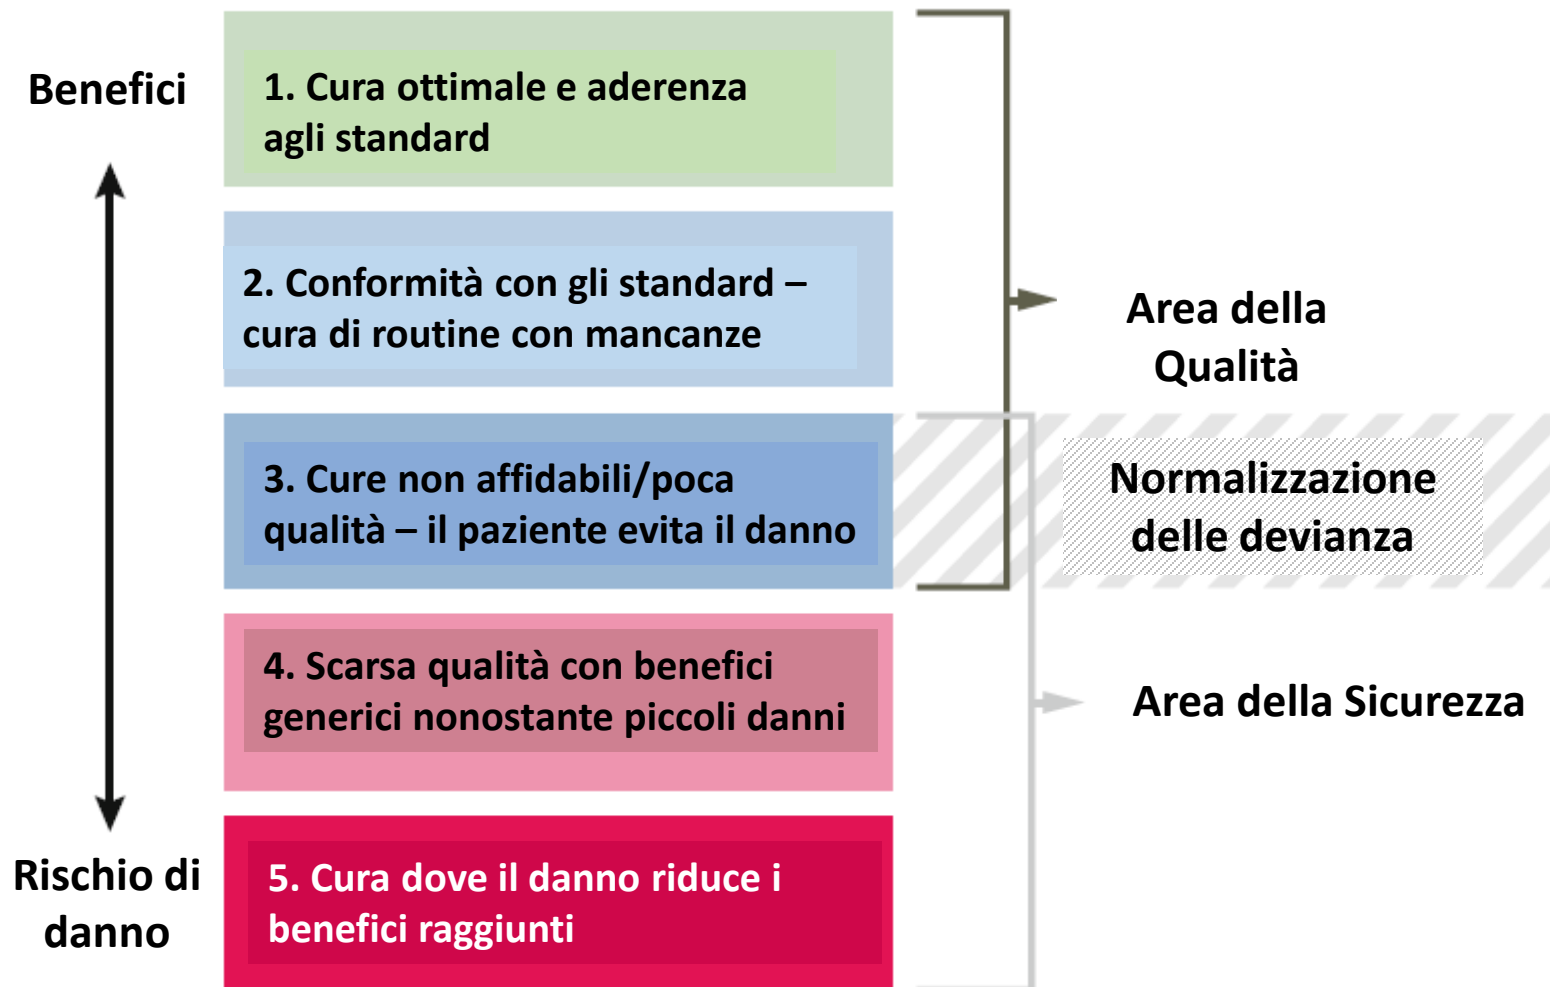 Benefici
1. Cura ottimale e aderenza
agli standard
2. Conformità con gli standard –
cura di routine con mancanze
Area della
Qualità
3. Cure non affidabili/poca
qualità – il paziente evita il danno
Normalizzazione
delle devianza
4. Scarsa qualità con benefici
generici nonostante piccoli danni
Area della Sicurezza
Rischio di
danno
5. Cura dove il danno riduce i
benefici raggiunti